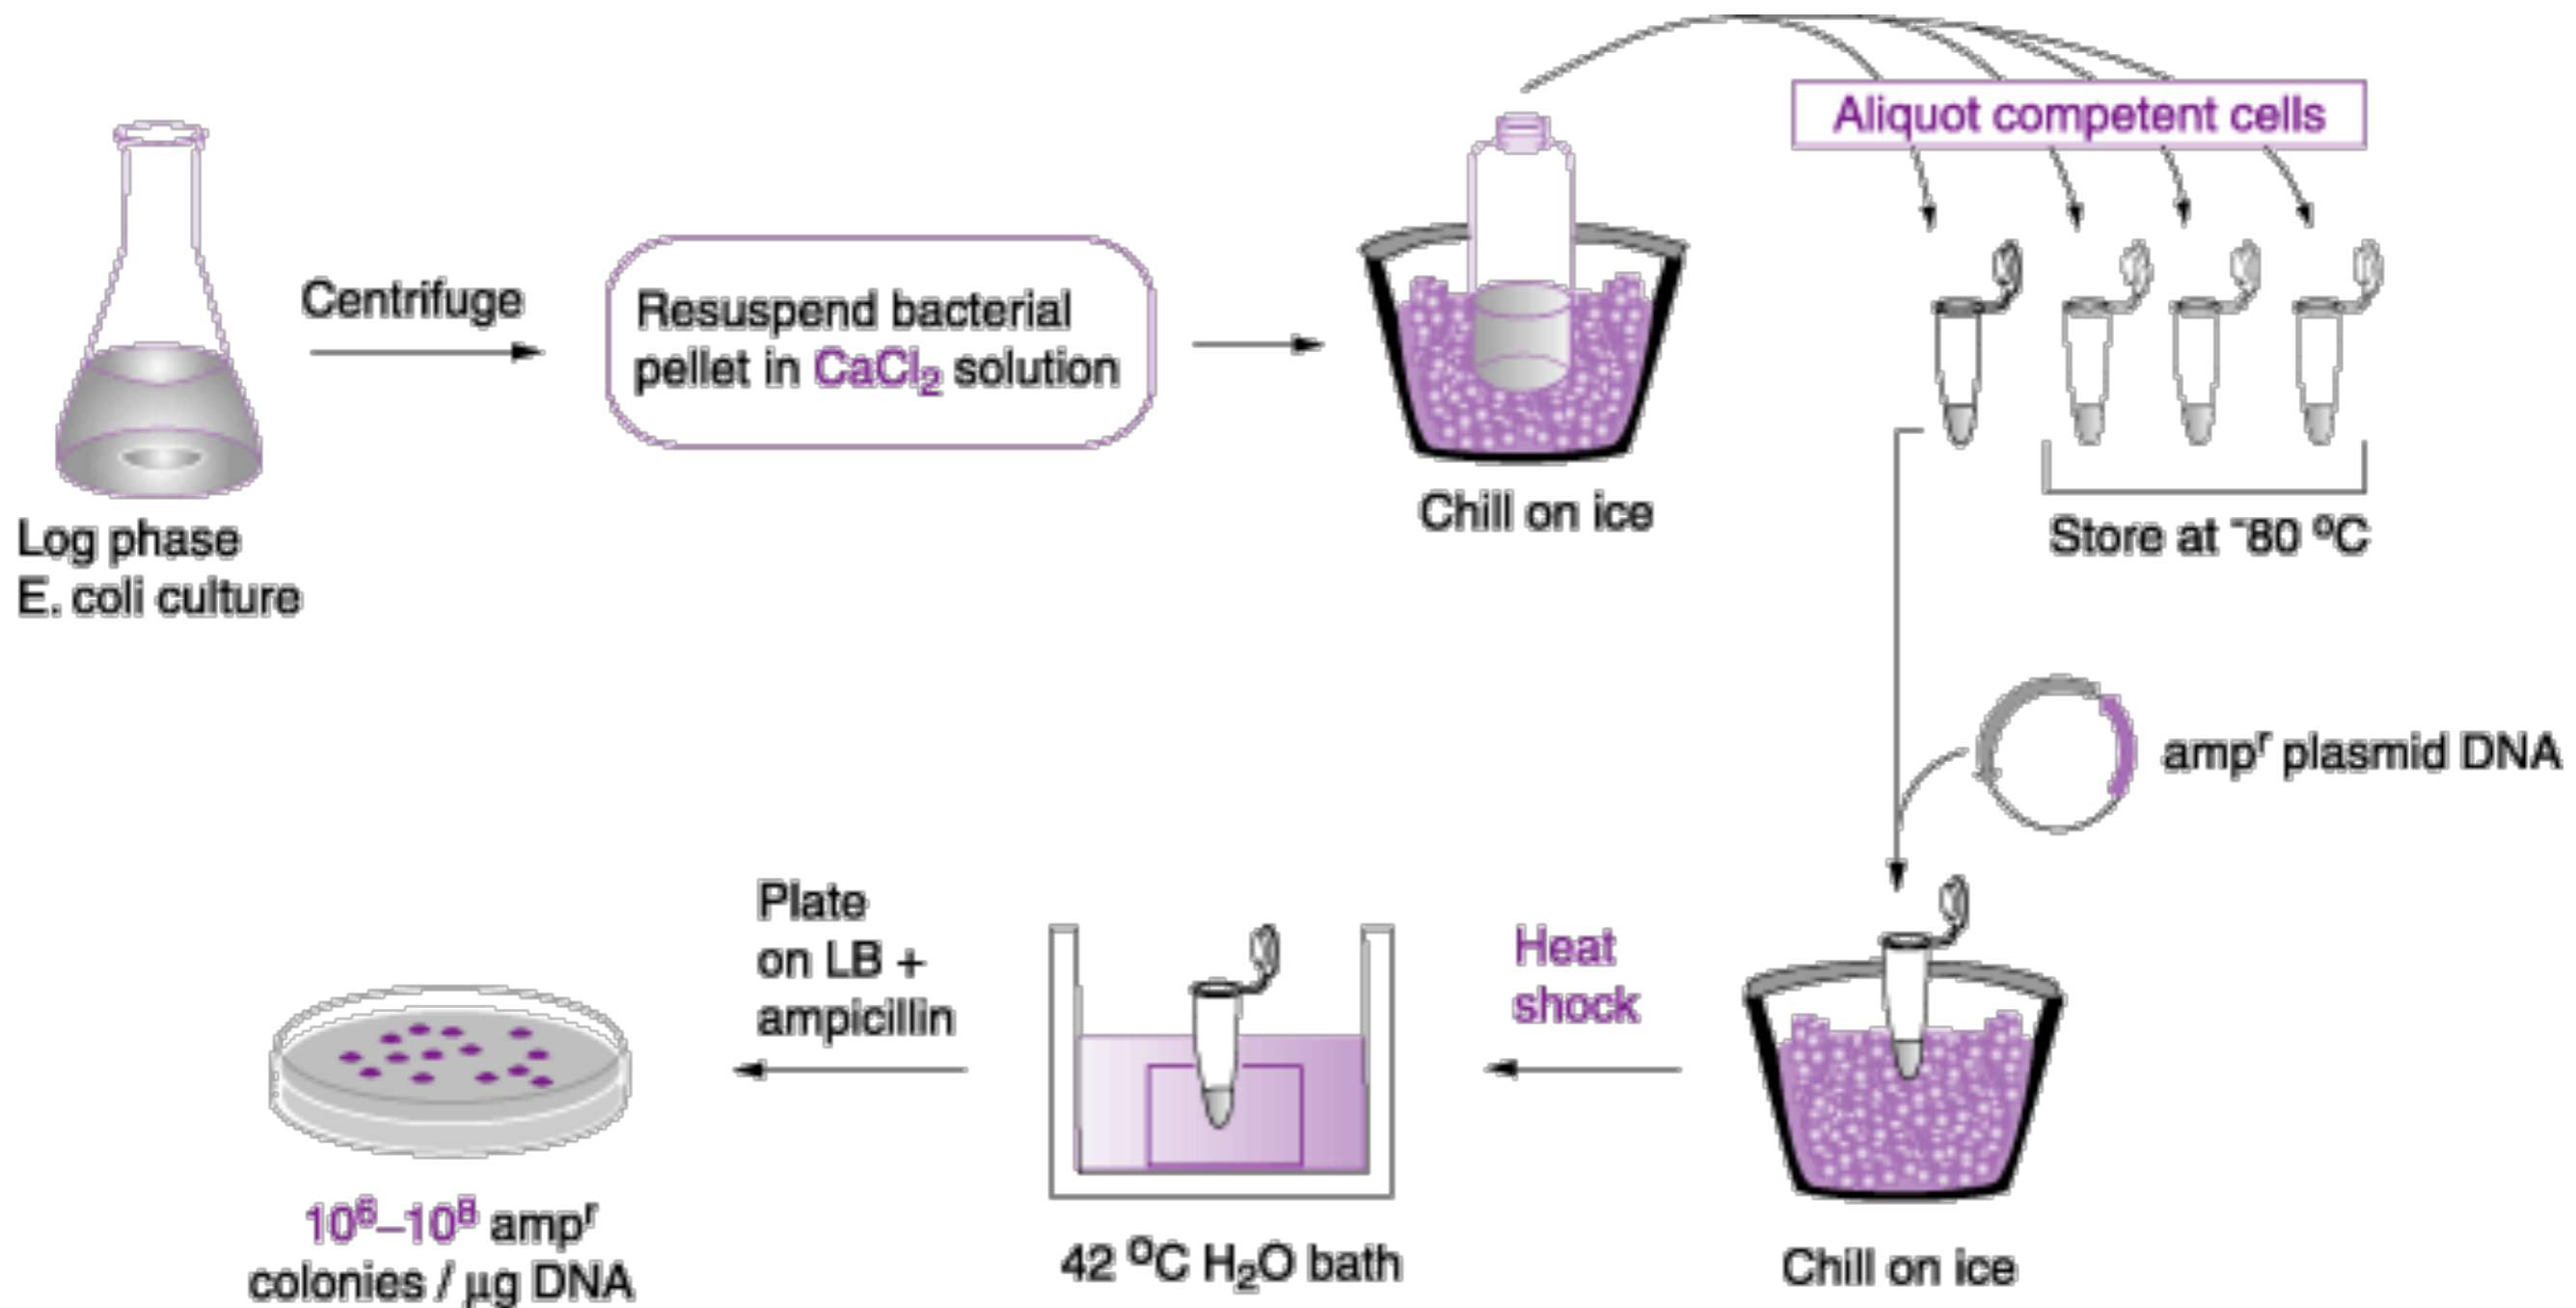 Aliquot competent cells
Centrifuge
Resuspend bacterial
pellet in CaCl₂ solution
Chill on ice
Log phase
E. coli culture
Store at ⁻80 ºC
ampʳ plasmid DNA
Heat
shock
Chill on ice
42 ºC H₂O bath
Plate
on LB +
ampicillin
10⁶–10⁸ ampʳ
colonies / µg DNA